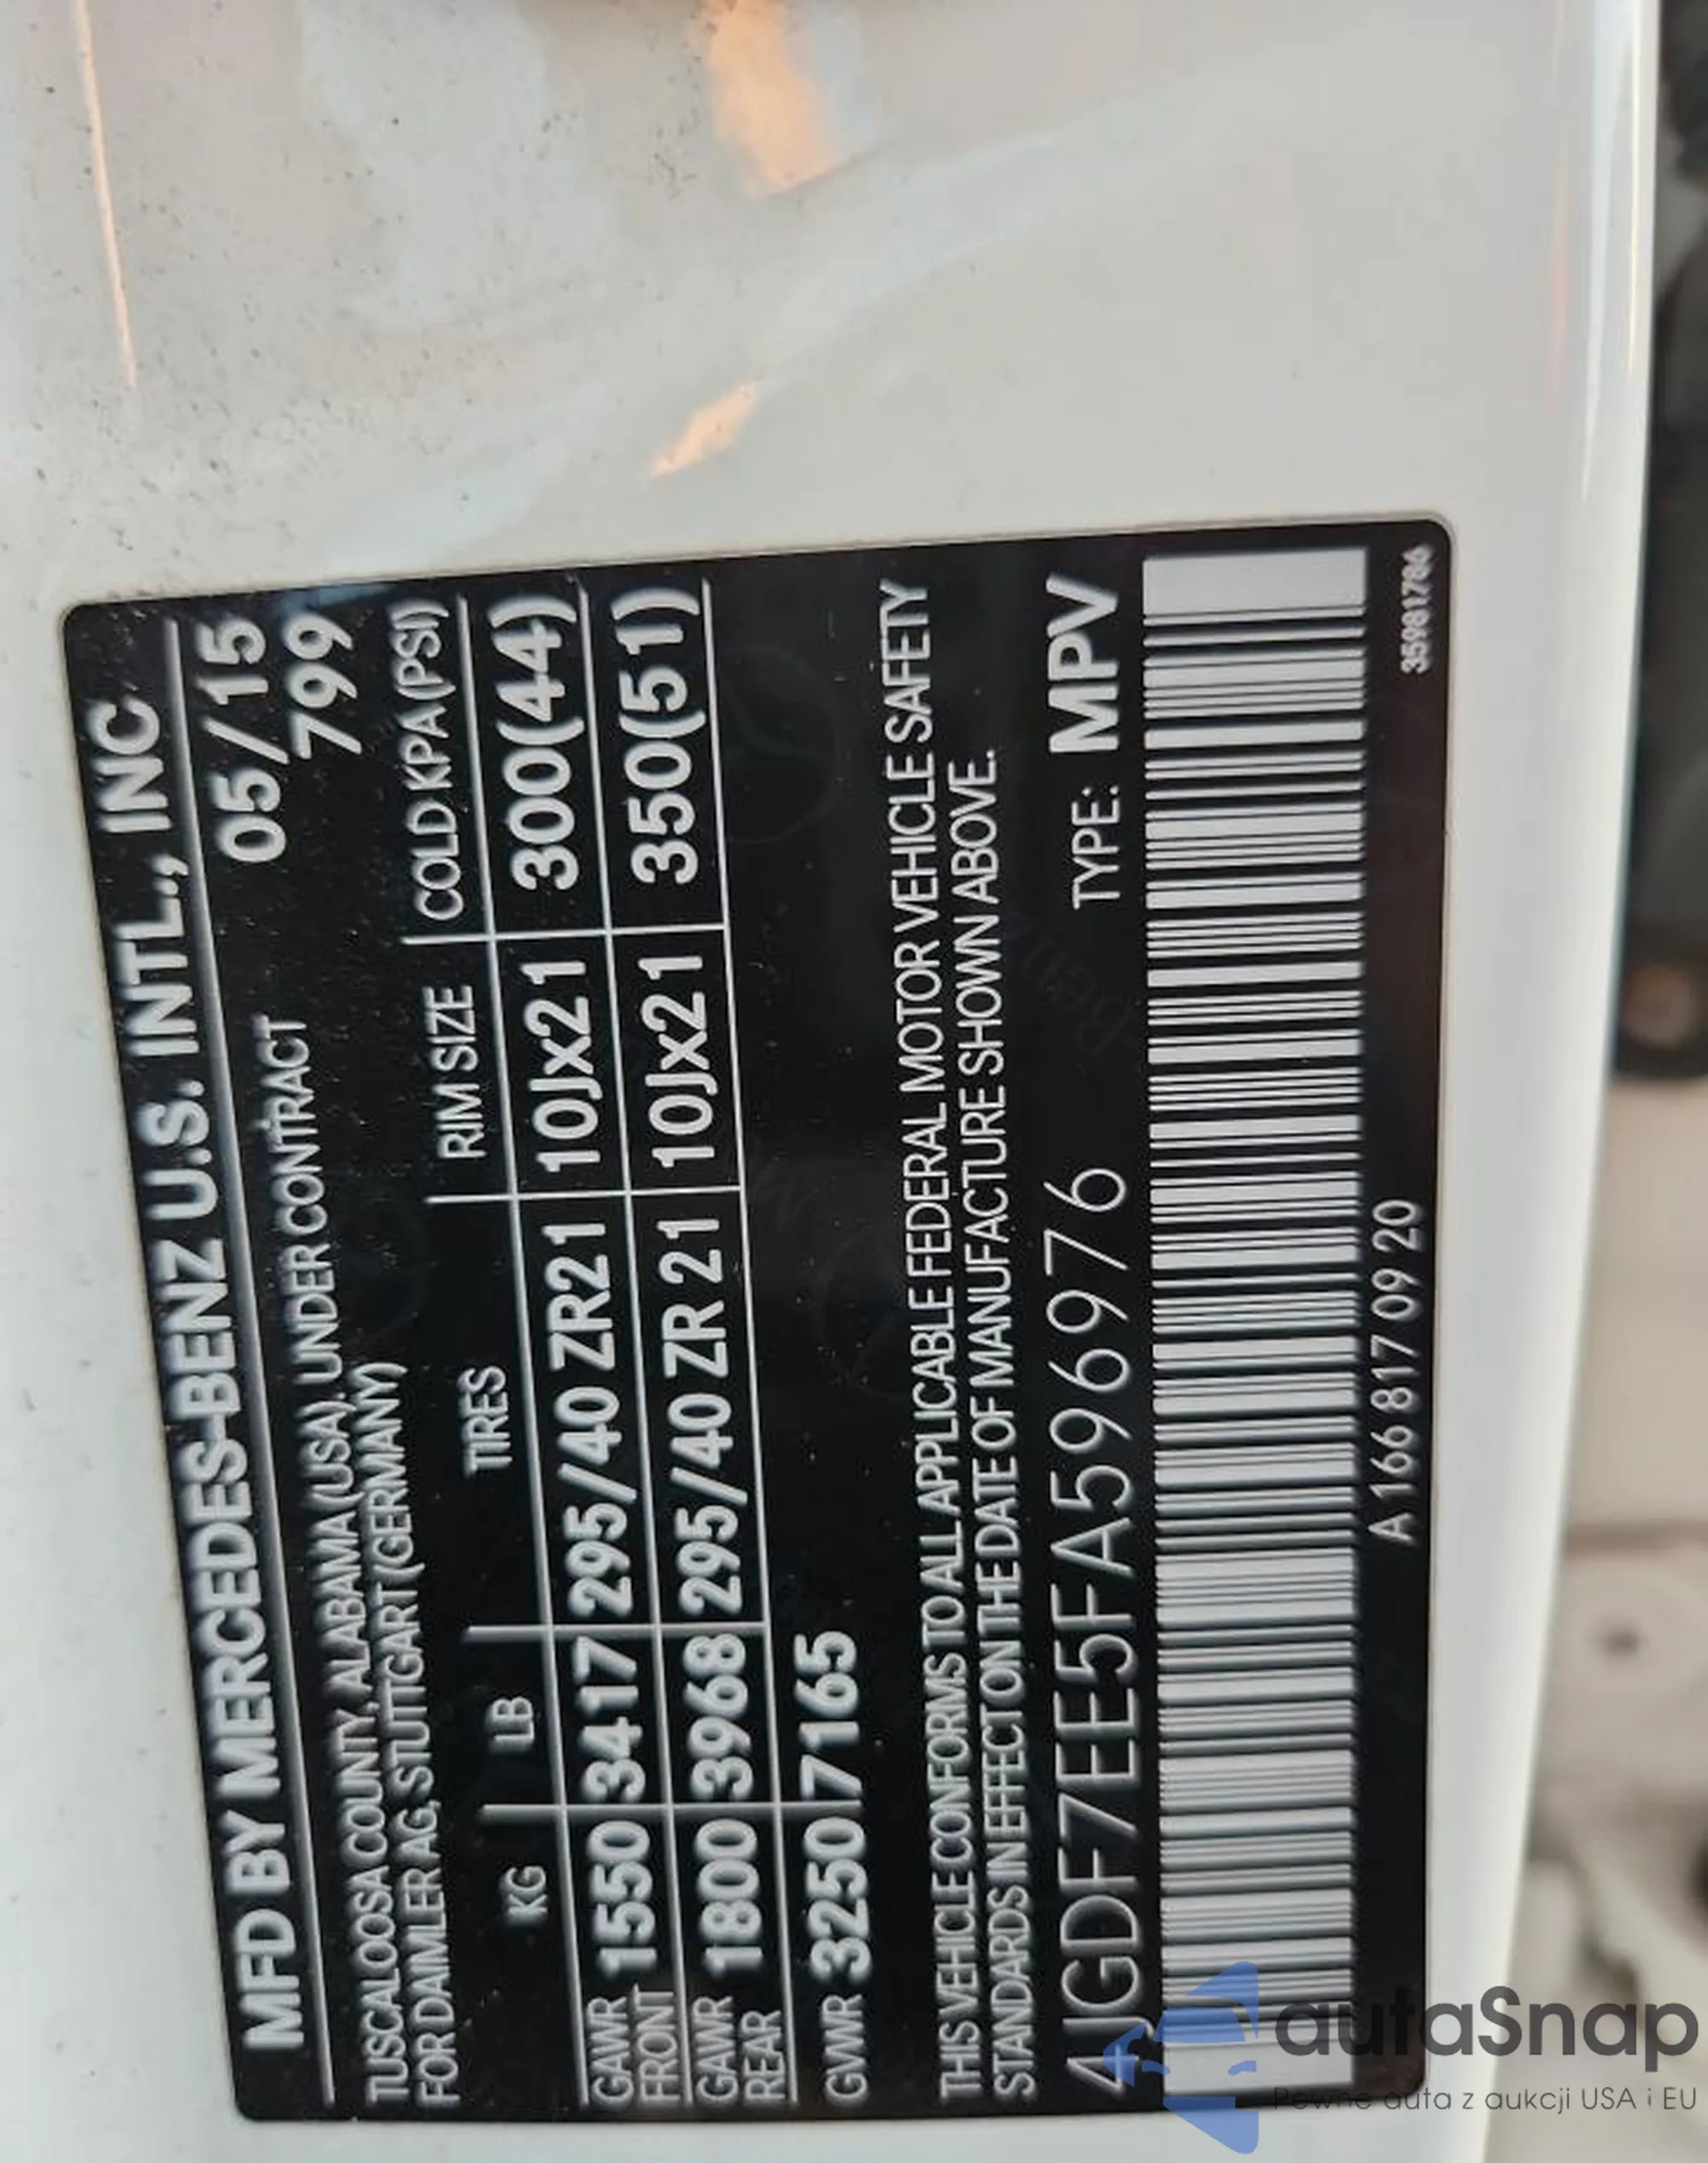 MFD BY MERCEDES-BENZ U.S. INTL., INC
05/15
TUSCALOOSA COUNTY, ALABAMA (USA). UNDER CONTRACT
799
FOR DAIMLER AG, STUTTGART (GERMANY)
KG LB TIRES RIM SIZE COLD KPA (PSI)
GAWR FRONT 1550 3417 295/40 ZR21 10Jx21 300(44)
GAWR REAR 1800 3968 295/40 ZR 21 10Jx21 350(51)
GVWR 3250 7165
THIS VEHICLE CONFORMS TO ALL APPLICABLE FEDERAL MOTOR VEHICLE SAFETY
STANDARDS IN EFFECT ON THE DATE OF MANUFACTURE SHOWN ABOVE.
4JGDF7EE5FA596976 TYPE: MPV
A 166 817 09 20
35981786
autaSnap
Pewne auta z aukcji USA i EU